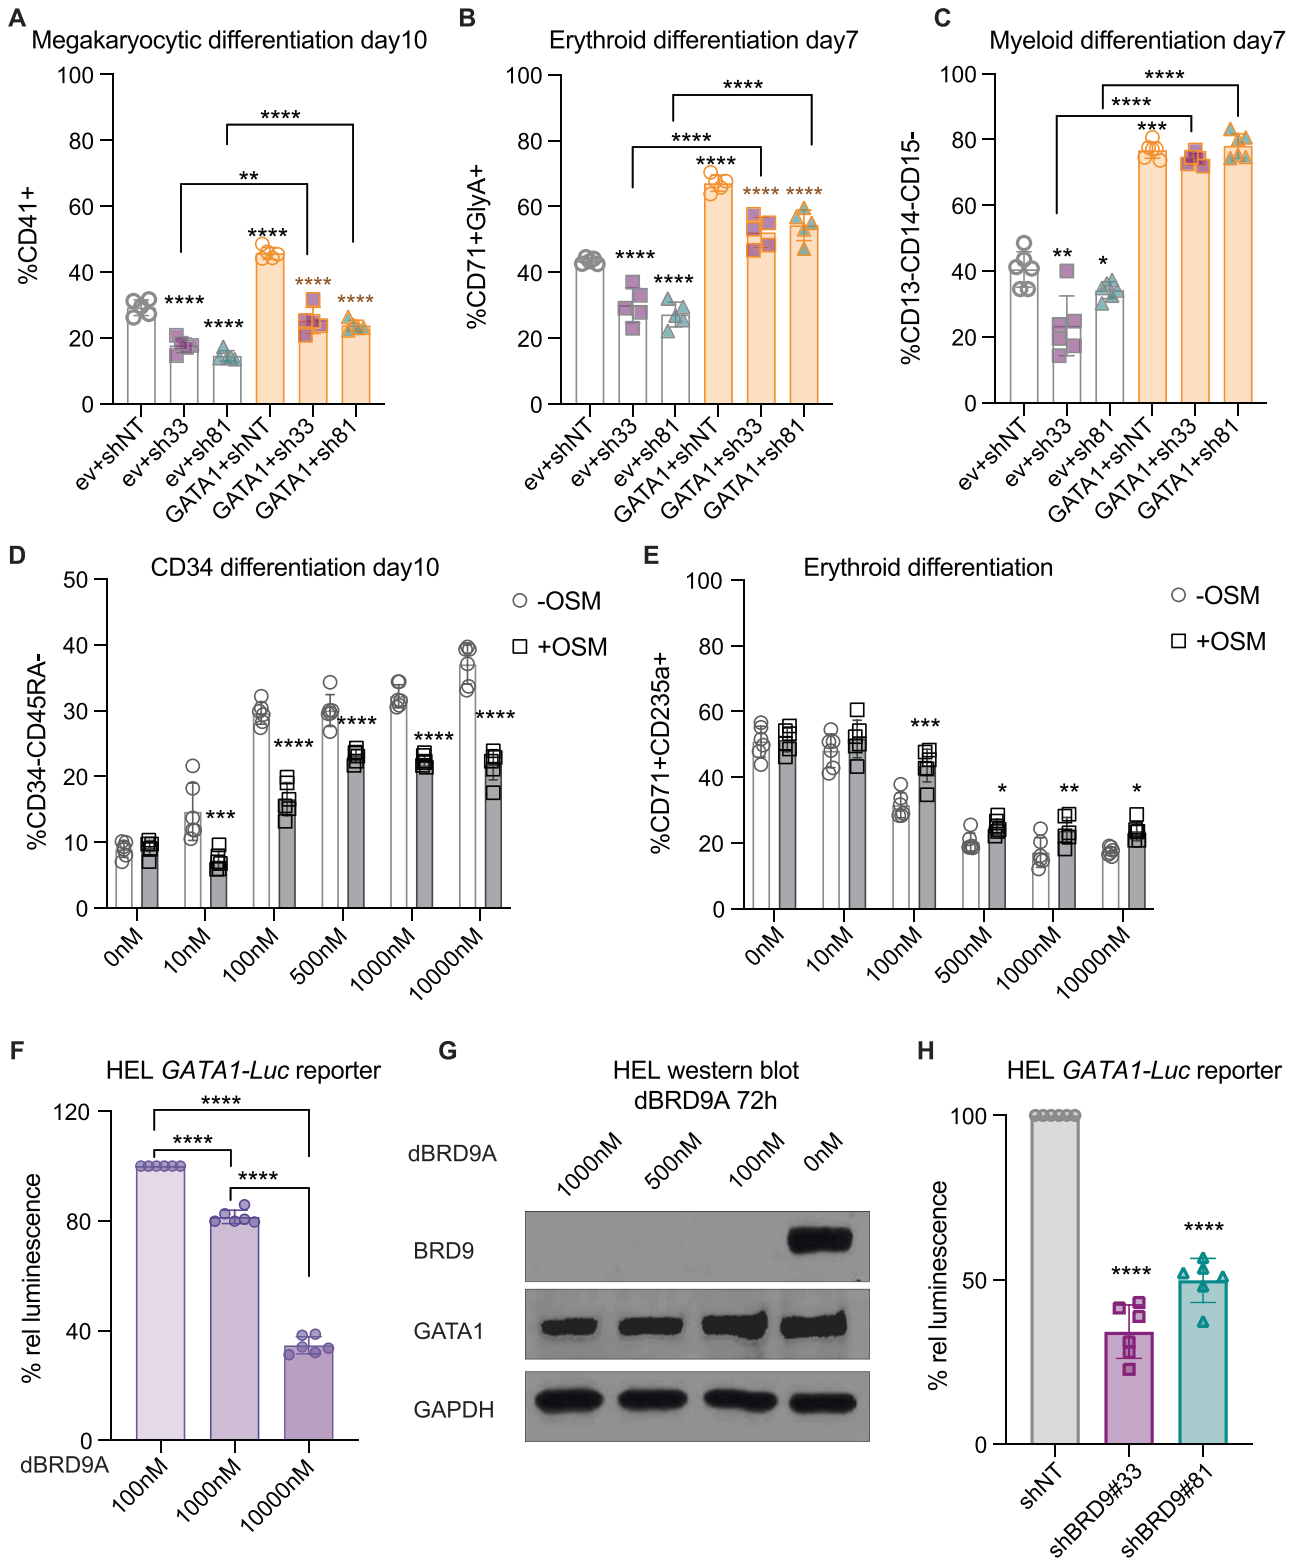 A
Megakaryocytic differentiation day10
%CD41+
100
80
60
40
20
0
****
**
****
****
****
****
****
ev+shNT
ev+sh33
ev+sh81
GATA1+shNT
GATA1+sh33
GATA1+sh81
B
Erythroid differentiation day7
%CD71+GlyA+
100
80
60
40
20
0
****
****
****
****
****
****
****
ev+shNT
ev+sh33
ev+sh81
GATA1+shNT
GATA1+sh33
GATA1+sh81
C
Myeloid differentiation day7
%CD13-CD14-CD15-
100
80
60
40
20
0
****
****
***
**
*
ev+shNT
ev+sh33
ev+sh81
GATA1+shNT
GATA1+sh33
GATA1+sh81
D
CD34 differentiation day10
%CD34-CD45RA-
50
40
30
20
10
0
-OSM
+OSM
***
****
****
****
****
0nM
10nM
100nM
500nM
1000nM
10000nM
E
Erythroid differentiation
%CD71+CD235a+
100
80
60
40
20
0
-OSM
+OSM
***
*
**
*
0nM
10nM
100nM
500nM
1000nM
10000nM
F
HEL GATA1-Luc reporter
% rel luminescence
120
80
40
0
****
****
****
dBRD9A
100nM
1000nM
10000nM
G
HEL western blot
dBRD9A 72h
dBRD9A
1000nM
500nM
100nM
0nM
BRD9
GATA1
GAPDH
H
HEL GATA1-Luc reporter
% rel luminescence
100
50
0
****
****
shNT
shBRD9#33
shBRD9#81